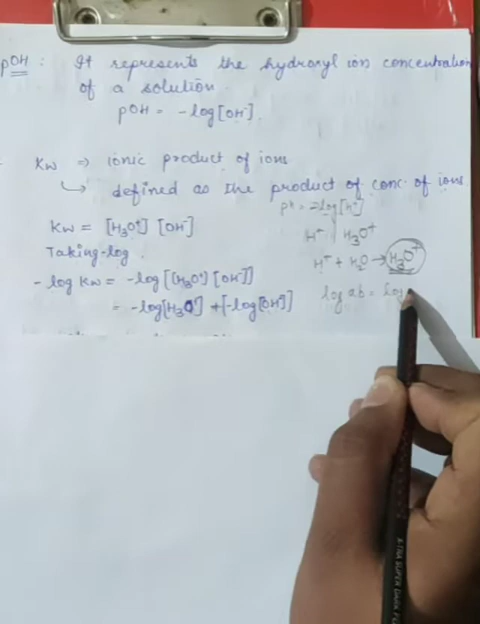 pOH : It represents the hydroxyl ion concentration
of a solution
pOH = -log[OH⁻].
Kw ⇒ ionic product of ions
↳ defined as the product of conc. of ions
pH = -log[H⁺]
Kw = [H₃O⁺] [OH⁻]
H⁺ | H₃O⁺
Taking -log.
H⁺ + H₂O → H₃O⁺
-log Kw = -log[(H₃O⁺) [OH⁻]]
log ab = log
= -log[H₃O⁺] + [-log[OH⁻]]